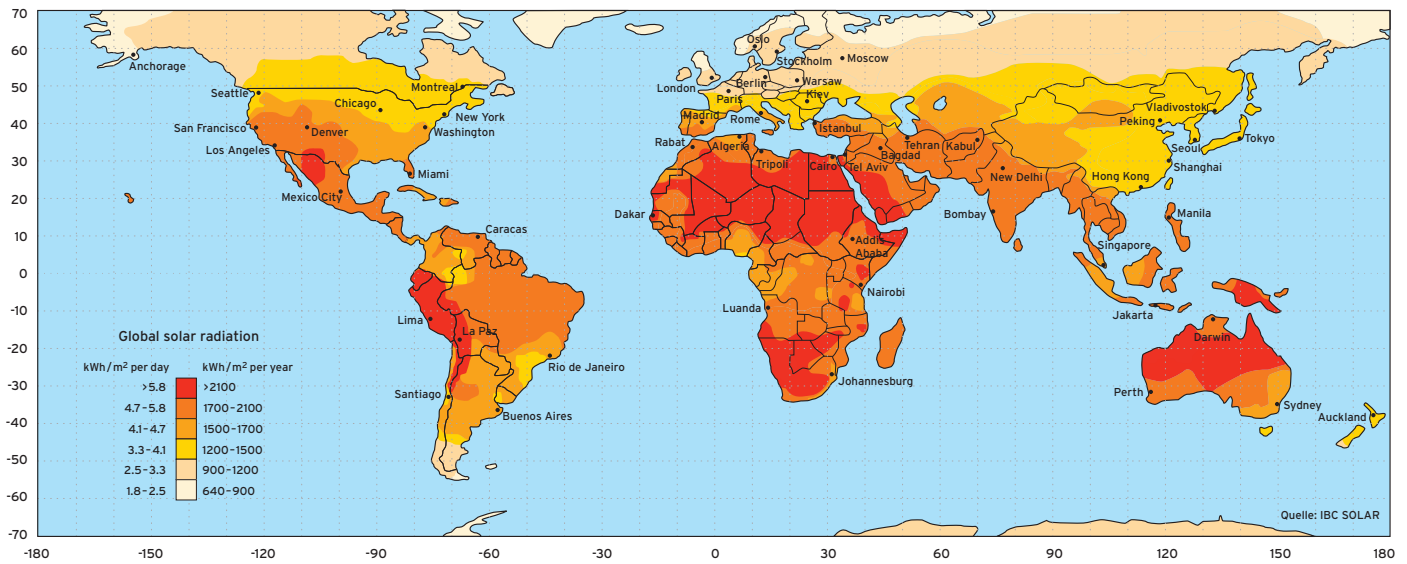 70
60
50
40
30
20
10
0
-10
-20
-30
-40
-50
-60
-70
-180
-150
-120
-90
-60
-30
0
30
60
90
120
150
180
Anchorage
Seattle
San Francisco
Los Angeles
Denver
Chicago
Montreal
New York
Washington
Miami
Mexico City
Caracas
Lima
La Paz
Rio de Janeiro
Santiago
Buenos Aires
Oslo
Stockholm
Moscow
London
Berlin
Warsaw
Paris
Kiev
Madrid
Rome
Istanbul
Rabat
Algeria
Tripoli
Cairo
Tel Aviv
Bagdad
Tehran
Kabul
New Delhi
Bombay
Dakar
Addis
Ababa
Nairobi
Luanda
Johannesburg
Vladivostok
Peking
Seoul
Tokyo
Shanghai
Hong Kong
Manila
Singapore
Jakarta
Darwin
Perth
Sydney
Auckland
Global solar radiation
kWh/m² per day kWh/m² per year
>5.8 >2100
4.7-5.8 1700-2100
4.1-4.7 1500-1700
3.3-4.1 1200-1500
2.5-3.3 900-1200
1.8-2.5 640-900
Quelle: IBC SOLAR